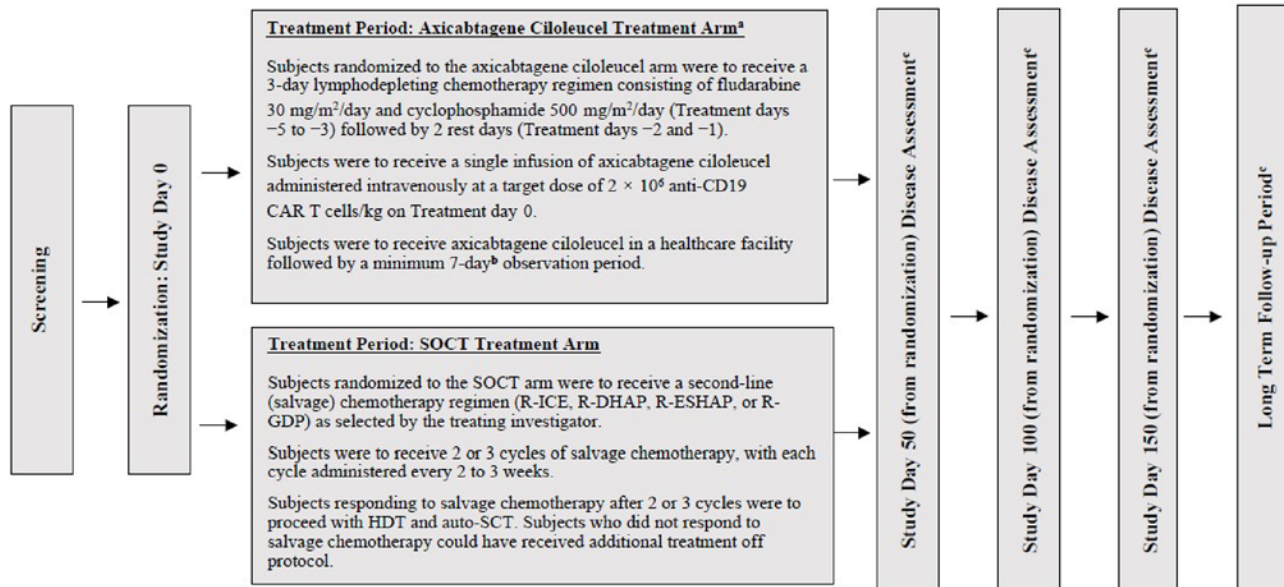 Screening
Randomization: Study Day 0
Treatment Period: Axicabtagene Ciloleucel Treatment Armᵃ
Subjects randomized to the axicabtagene ciloleucel arm were to receive a
3-day lymphodepleting chemotherapy regimen consisting of fludarabine
30 mg/m²/day and cyclophosphamide 500 mg/m²/day (Treatment days
−5 to −3) followed by 2 rest days (Treatment days −2 and −1).
Subjects were to receive a single infusion of axicabtagene ciloleucel
administered intravenously at a target dose of 2 × 10⁶ anti-CD19
CAR T cells/kg on Treatment day 0.
Subjects were to receive axicabtagene ciloleucel in a healthcare facility
followed by a minimum 7-dayᵇ observation period.
Treatment Period: SOCT Treatment Arm
Subjects randomized to the SOCT arm were to receive a second-line
(salvage) chemotherapy regimen (R-ICE, R-DHAP, R-ESHAP, or R-
GDP) as selected by the treating investigator.
Subjects were to receive 2 or 3 cycles of salvage chemotherapy, with each
cycle administered every 2 to 3 weeks.
Subjects responding to salvage chemotherapy after 2 or 3 cycles were to
proceed with HDT and auto-SCT. Subjects who did not respond to
salvage chemotherapy could have received additional treatment off
protocol.
Study Day 50 (from randomization) Disease Assessmentᶜ
Study Day 100 (from randomization) Disease Assessmentᶜ
Study Day 150 (from randomization) Disease Assessmentᶜ
Long Term Follow-up Periodᶜ